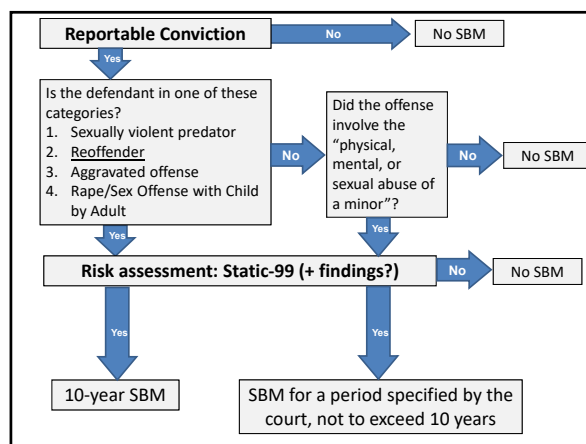 Reportable Conviction
No
No SBM
Yes
Is the defendant in one of these
categories?
1. Sexually violent predator
2. Reoffender
3. Aggravated offense
4. Rape/Sex Offense with Child
by Adult
No
Did the offense
involve the
“physical,
mental, or
sexual abuse of
a minor”?
No
No SBM
Yes
Yes
Risk assessment: Static-99 (+ findings?)
No
No SBM
Yes
Yes
10-year SBM
SBM for a period specified by the
court, not to exceed 10 years